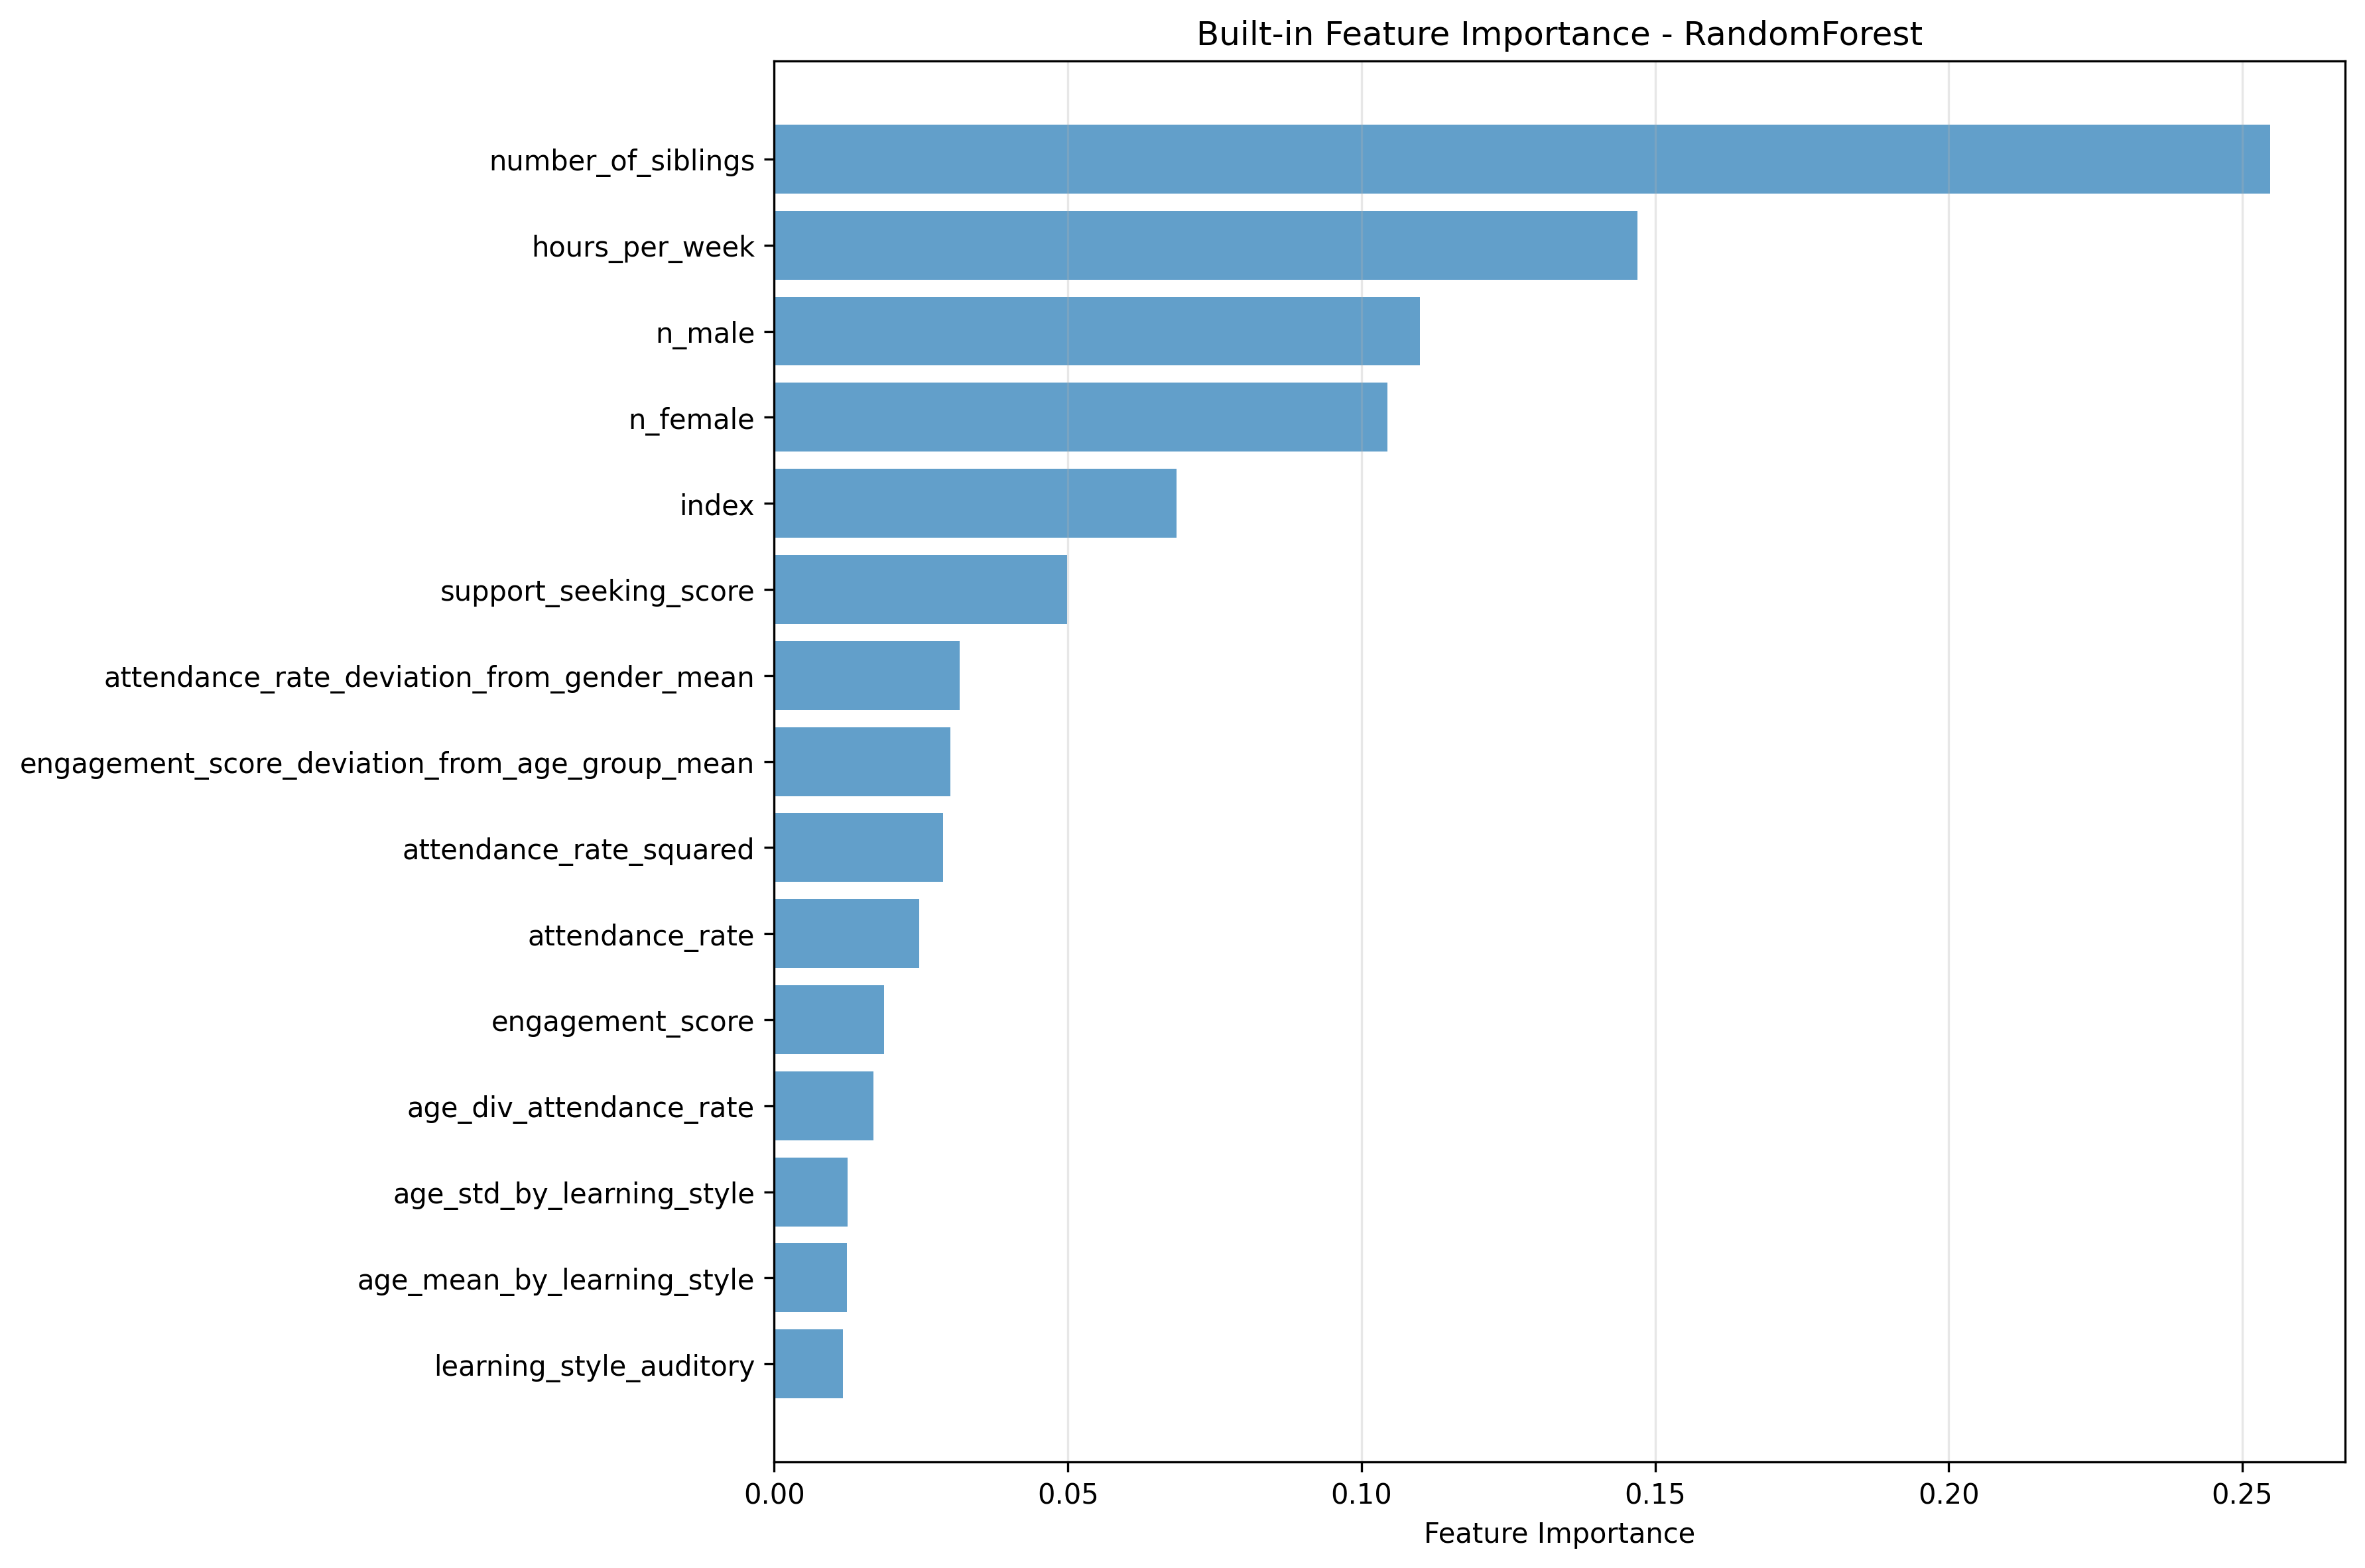 Built-in Feature Importance - RandomForest
number_of_siblings
hours_per_week
n_male
n_female
index
support_seeking_score
attendance_rate_deviation_from_gender_mean
engagement_score_deviation_from_age_group_mean
attendance_rate_squared
attendance_rate
engagement_score
age_div_attendance_rate
age_std_by_learning_style
age_mean_by_learning_style
learning_style_auditory
0.00 0.05 0.10 0.15 0.20 0.25
Feature Importance